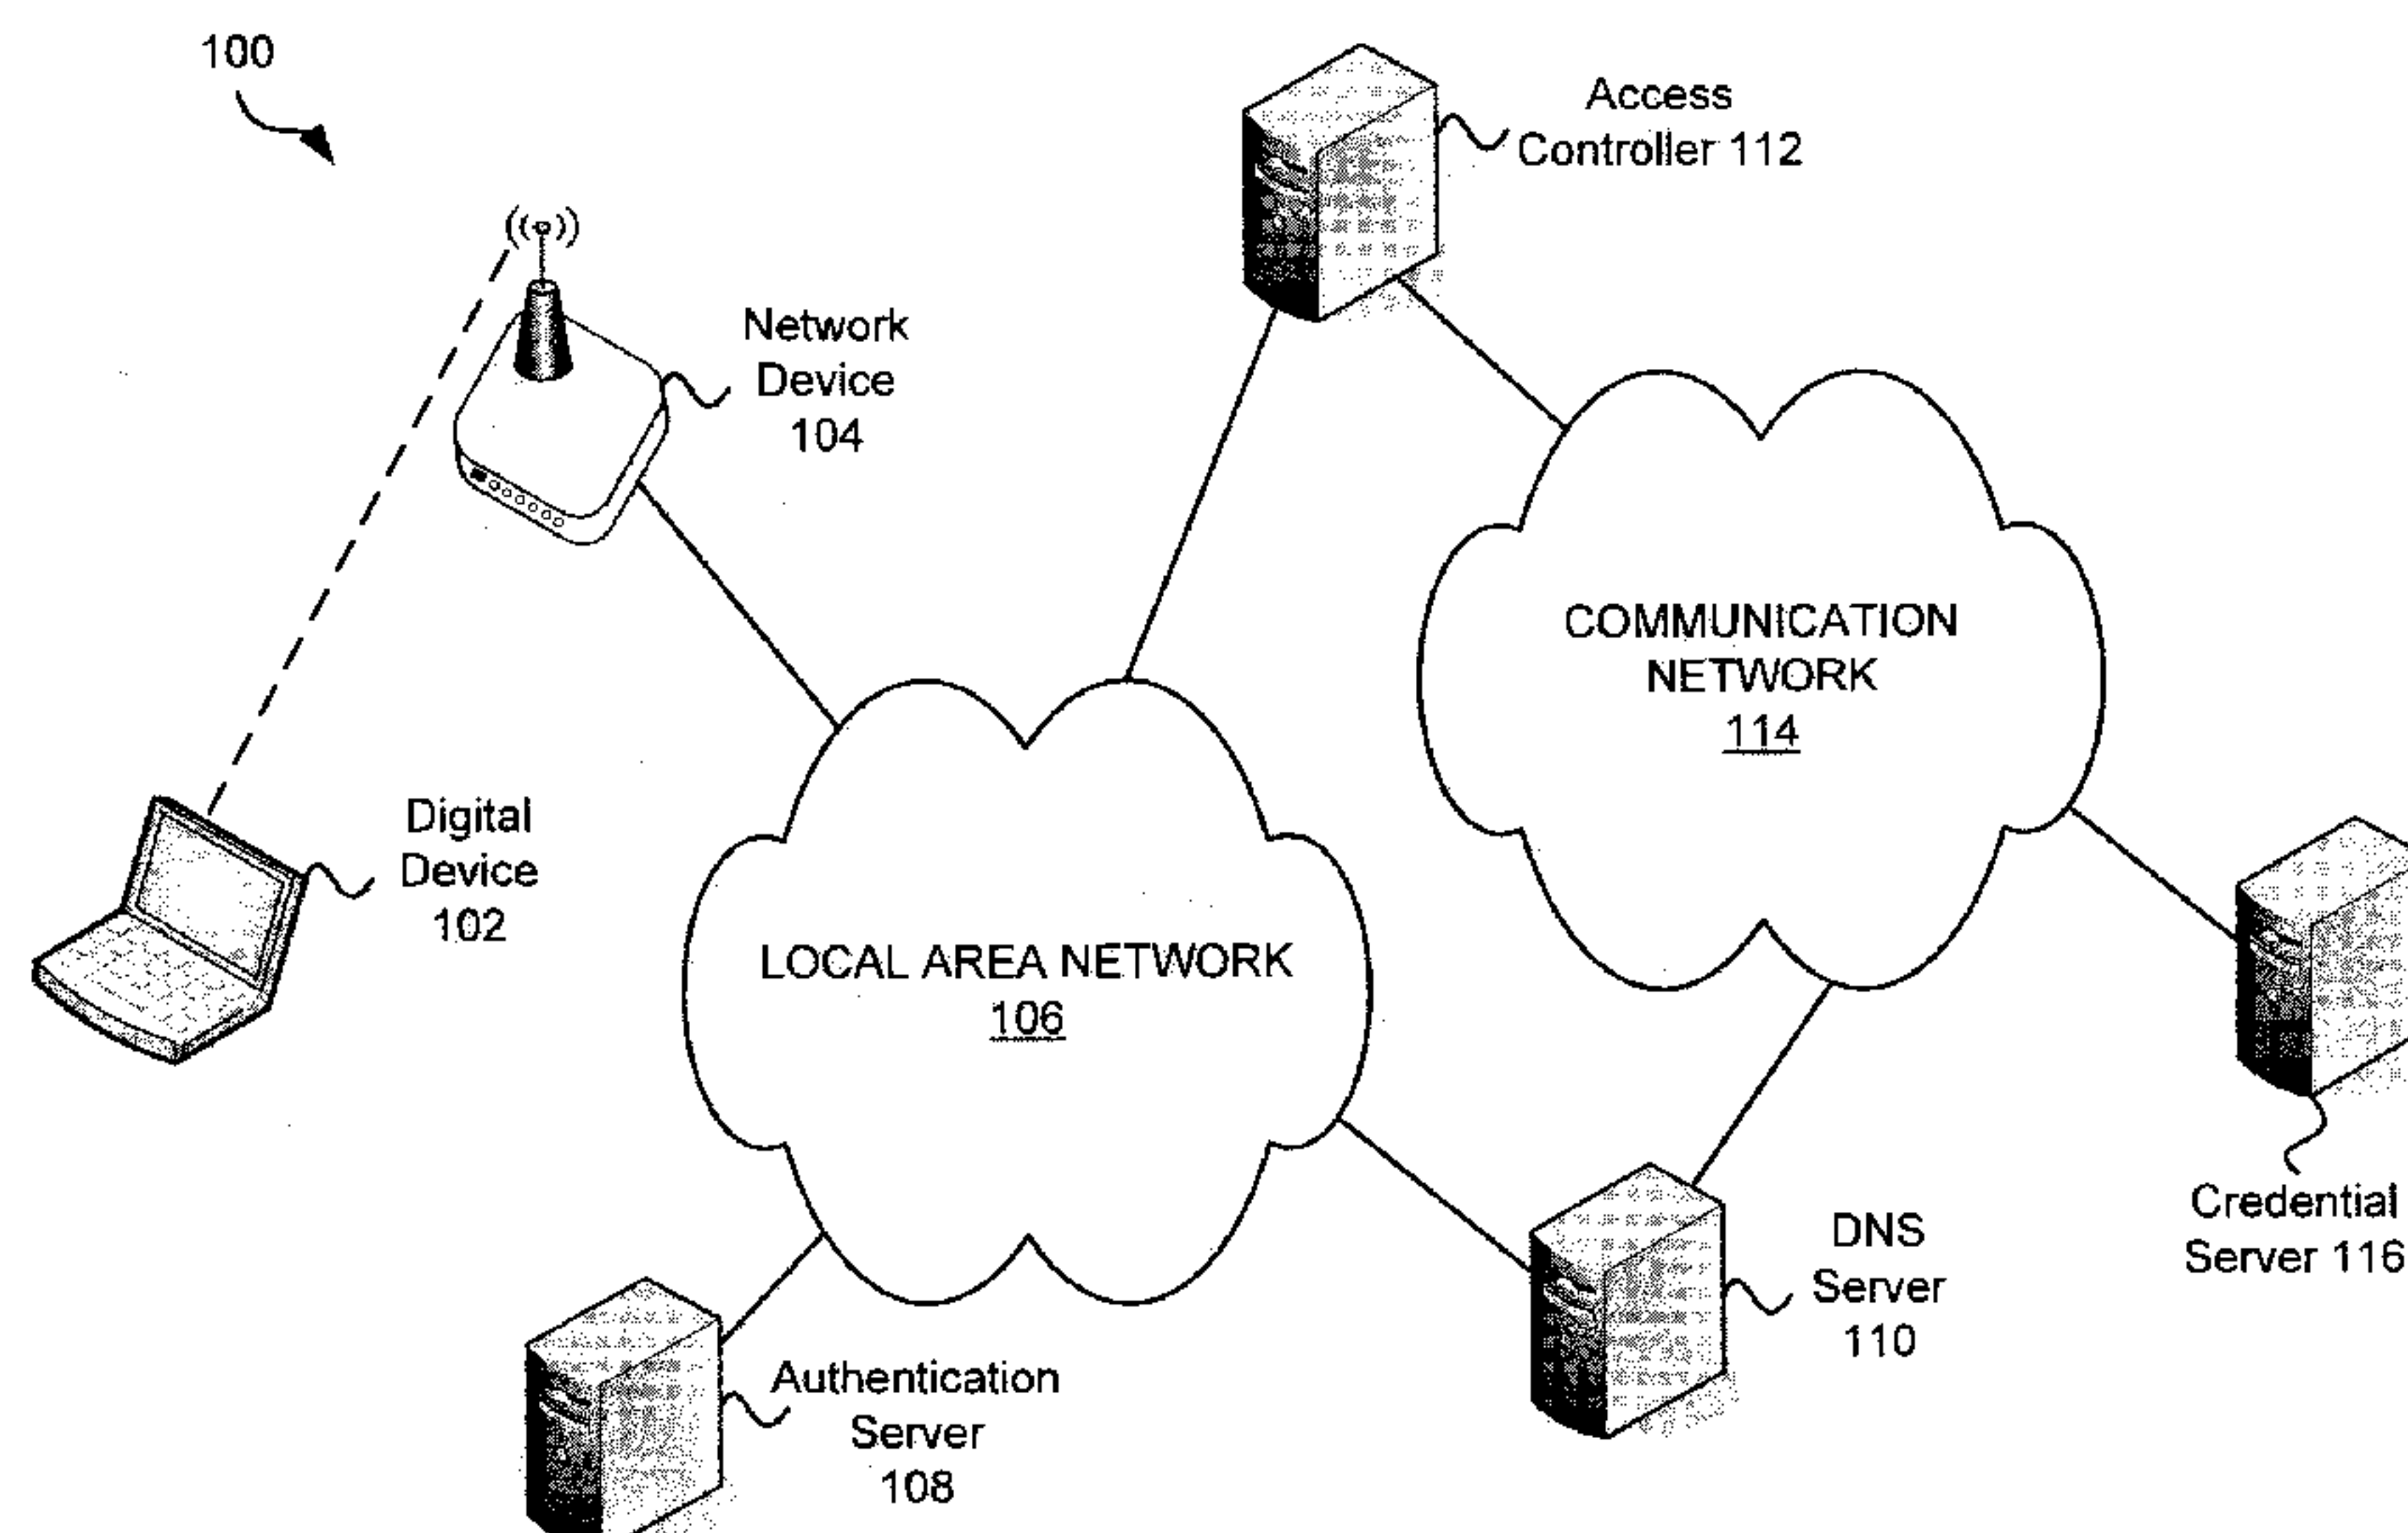 100
Access
Controller 112
Network
Device
104
COMMUNICATION
NETWORK
114
Digital
Device
102
LOCAL AREA NETWORK
106
Credential
Server 116
DNS
Server
110
Authentication
Server
108